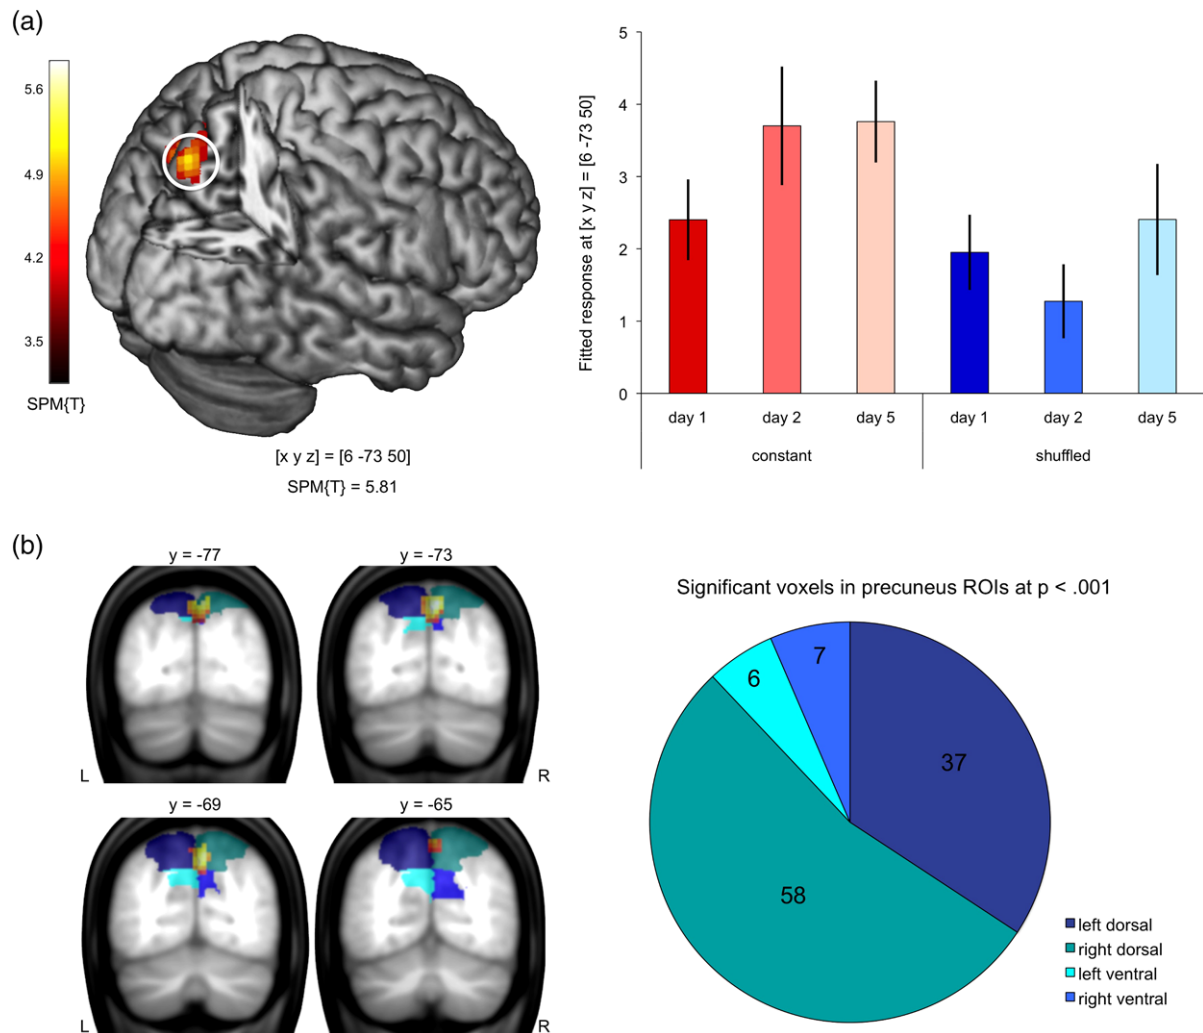 (a)
5.6
4.9
4.2
3.5
SPM{T}
[x y z] = [6 -73 50]
SPM{T} = 5.81
Fitted response at [x y z] = [6 -73 50]
5
4
3
2
1
0
day 1 day 2 day 5 day 1 day 2 day 5
constant shuffled
(b)
y = -77 y = -73
L R
y = -69 y = -65
L R
Significant voxels in precuneus ROIs at p < .001
6 7
37
58
left dorsal
right dorsal
left ventral
right ventral